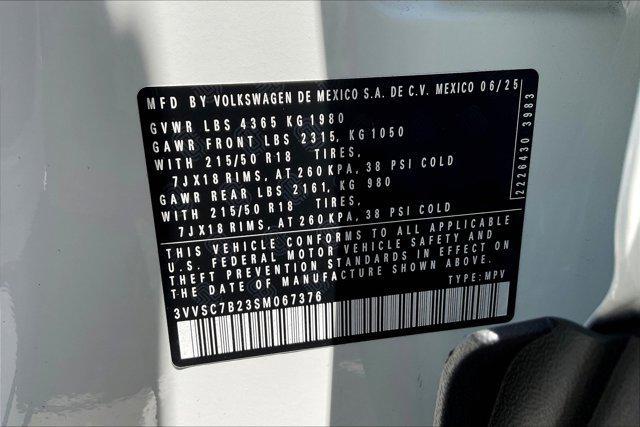 MFD BY VOLKSWAGEN DE MEXICO S.A. DE C.V. MEXICO 06/25
GVWR LBS 4365 KG 1980
GAWR FRONT LBS 2315, KG 1050
WITH 215/50 R18 TIRES,
7JX18 RIMS, AT 260 KPA, 38 PSI COLD
GAWR REAR LBS 2161, KG 980
WITH 215/50 R18 TIRES,
7JX18 RIMS, AT 260 KPA, 38 PSI COLD
2226430 3983
THIS VEHICLE CONFORMS TO ALL APPLICABLE
U.S. FEDERAL MOTOR VEHICLE SAFETY AND
THEFT PREVENTION STANDARDS IN EFFECT ON
THE DATE OF MANUFACTURE SHOWN ABOVE.
3VVSC7B23SM067376 TYPE: MPV